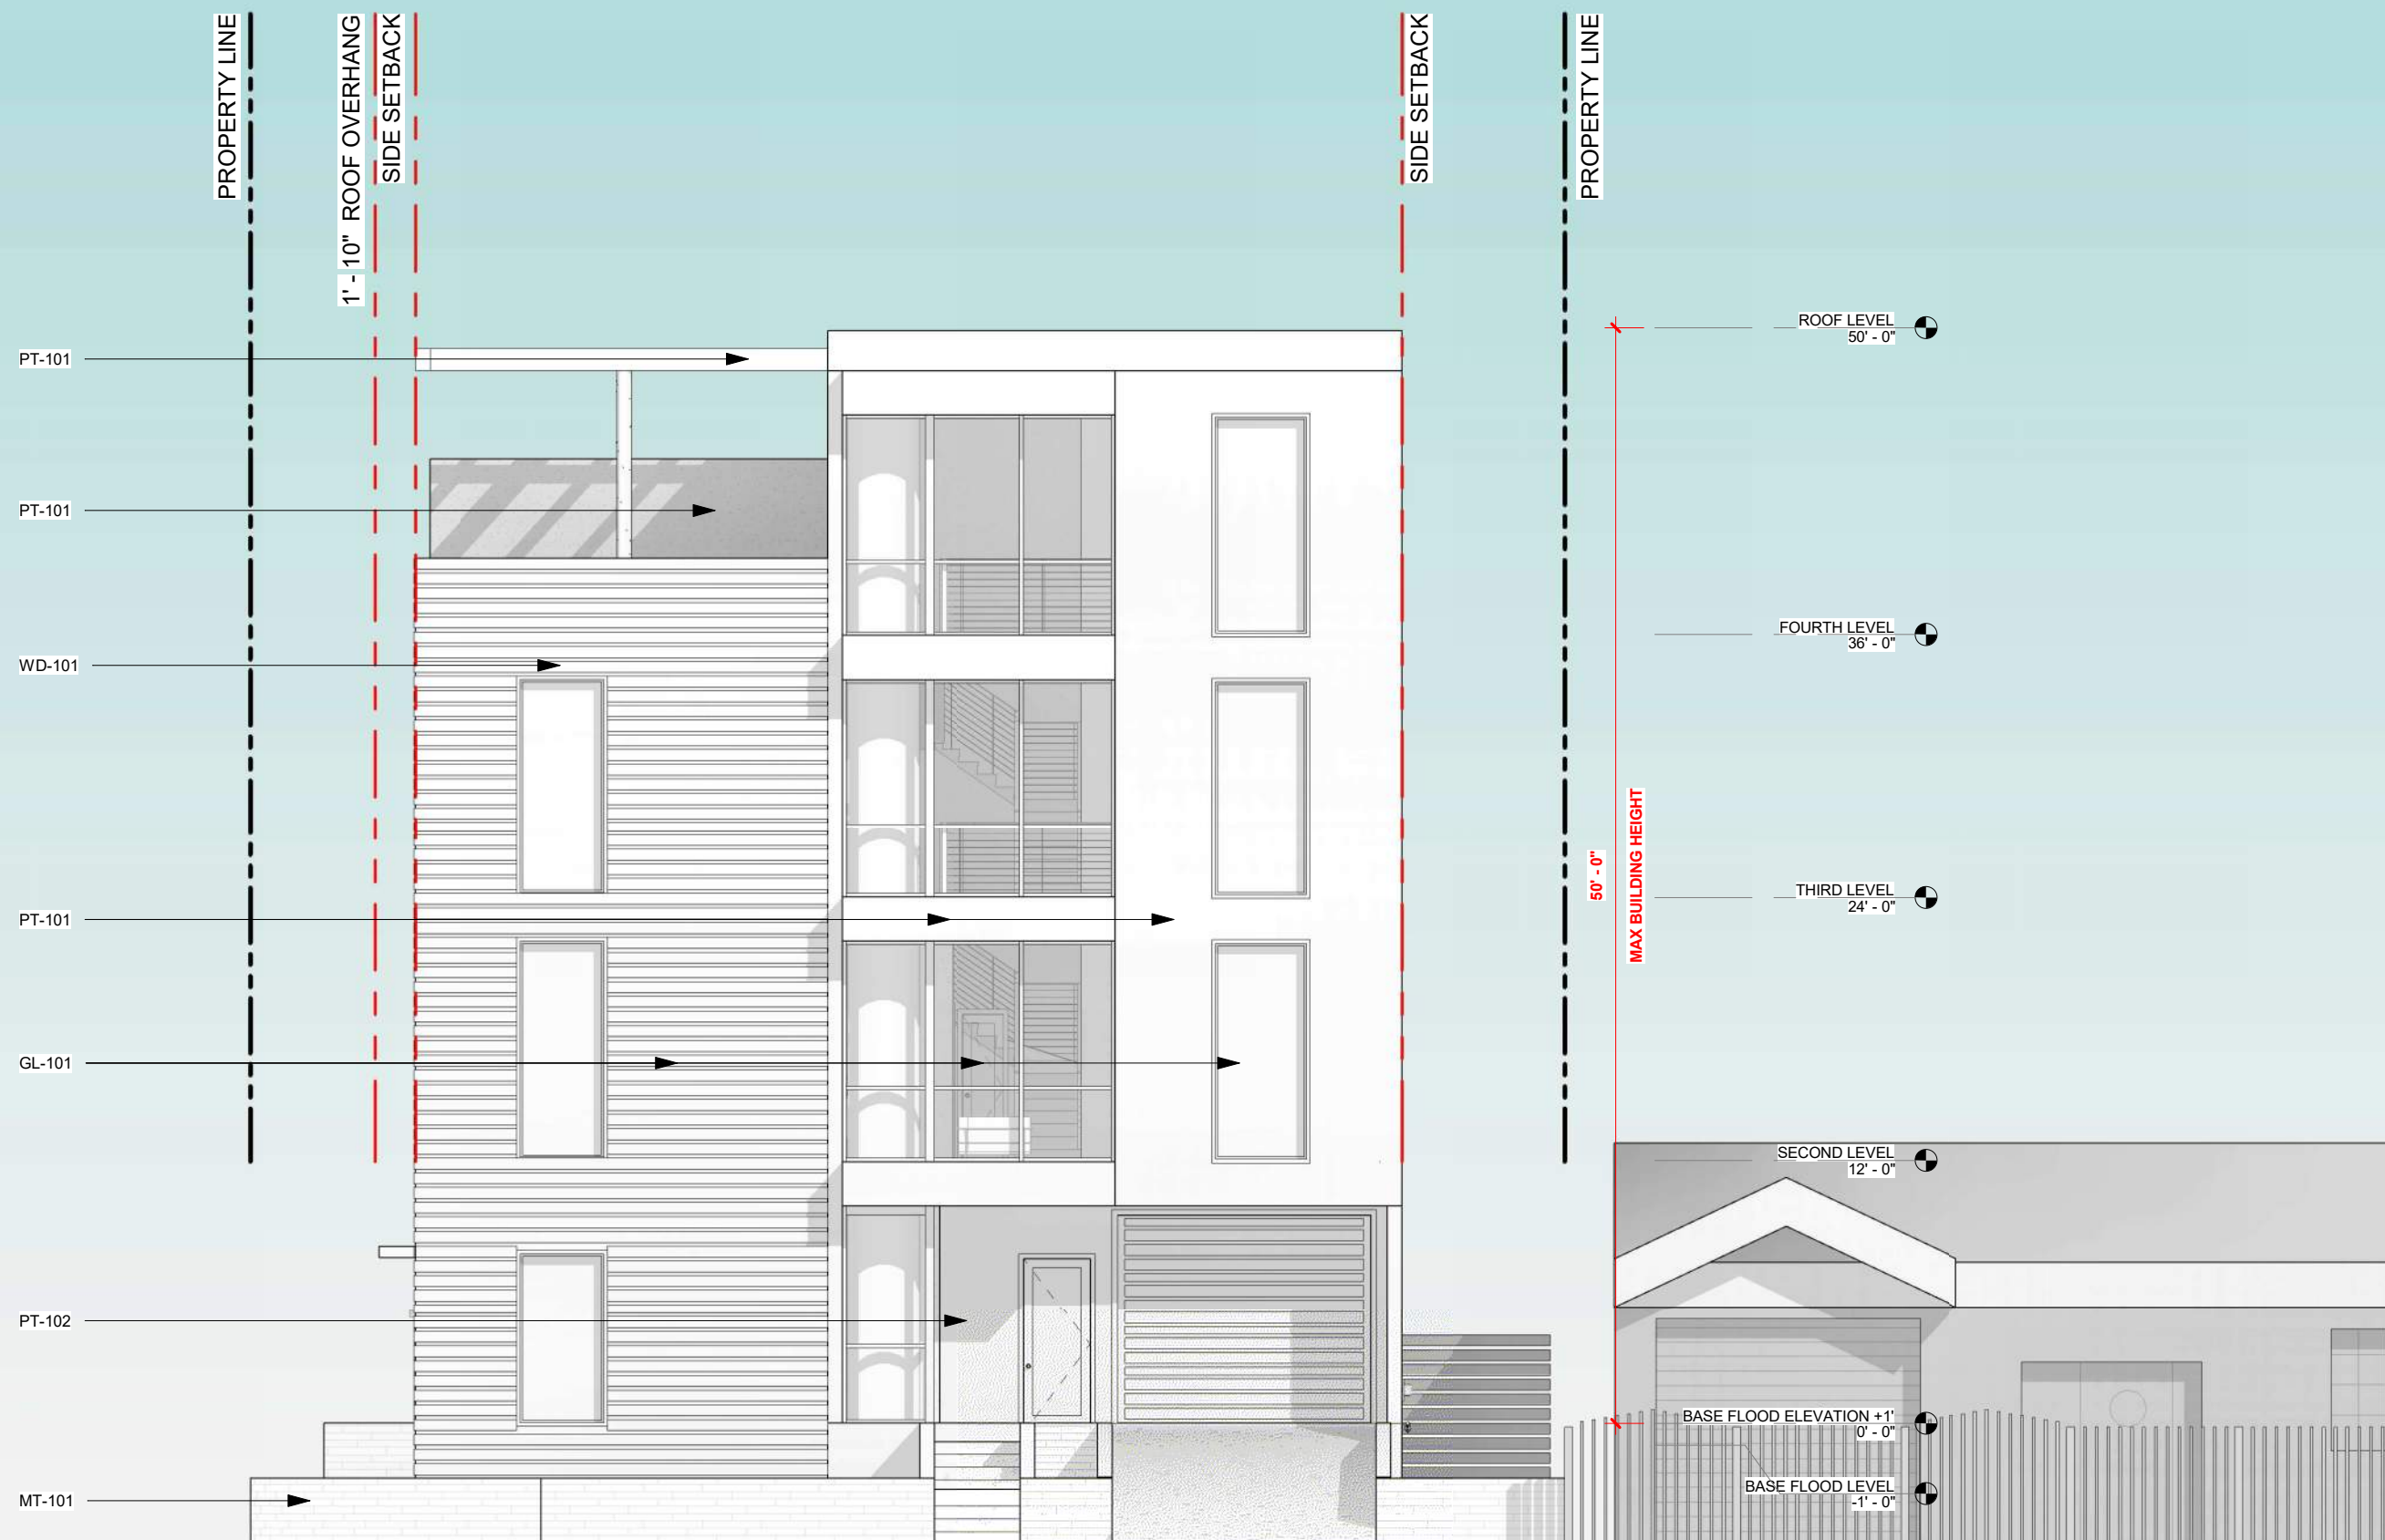 PROPERTY LINE
1' - 10" ROOF OVERHANG
SIDE SETBACK
SIDE SETBACK
PROPERTY LINE
ROOF LEVEL
50' - 0"
PT-101
PT-101
FOURTH LEVEL
36' - 0"
WD-101
50' - 0"
MAX BUILDING HEIGHT
THIRD LEVEL
24' - 0"
PT-101
GL-101
SECOND LEVEL
12' - 0"
PT-102
BASE FLOOD ELEVATION +1'
0' - 0"
BASE FLOOD LEVEL
-1' - 0"
MT-101